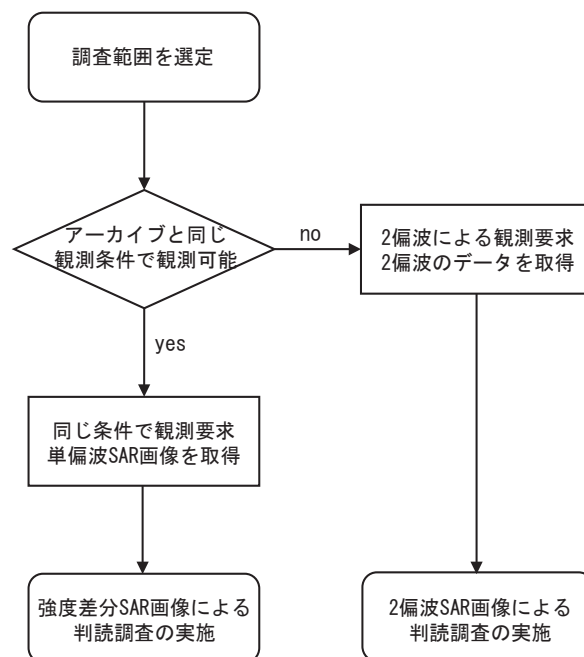 調査範囲を選定
アーカイブと同じ
観測条件で観測可能
no
2偏波による観測要求
2偏波のデータを取得
yes
同じ条件で観測要求
単偏波SAR画像を取得
強度差分SAR画像による
判読調査の実施
2偏波SAR画像による
判読調査の実施